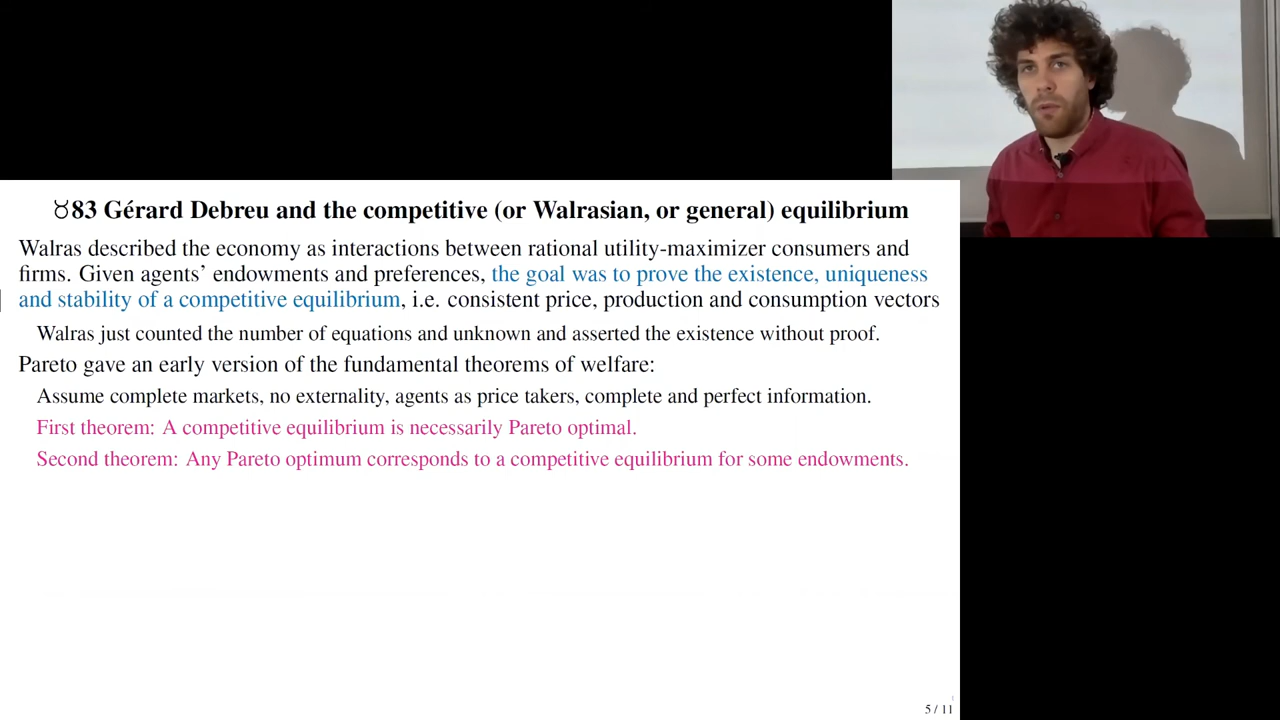 ♉83 Gérard Debreu and the competitive (or Walrasian, or general) equilibrium
Walras described the economy as interactions between rational utility-maximizer consumers and
firms. Given agents’ endowments and preferences, the goal was to prove the existence, uniqueness
and stability of a competitive equilibrium, i.e. consistent price, production and consumption vectors
Walras just counted the number of equations and unknown and asserted the existence without proof.
Pareto gave an early version of the fundamental theorems of welfare:
Assume complete markets, no externality, agents as price takers, complete and perfect information.
First theorem: A competitive equilibrium is necessarily Pareto optimal.
Second theorem: Any Pareto optimum corresponds to a competitive equilibrium for some endowments.
5 / 11